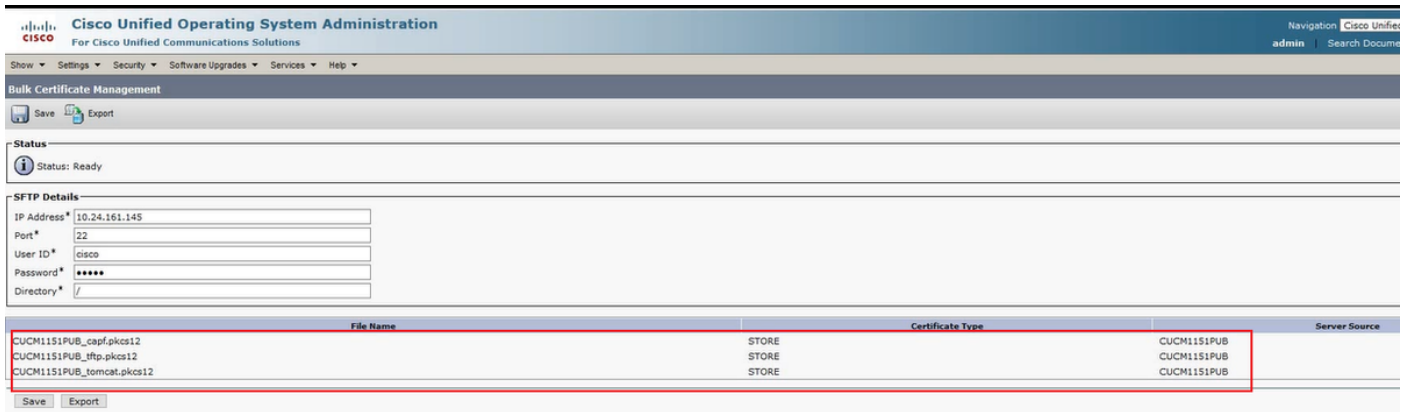 CISCO
Cisco Unified Operating System Administration
For Cisco Unified Communications Solutions
Navigation Cisco Unified
admin | Search Docume
Show Settings Security Software Upgrades Services Help
Bulk Certificate Management
Save Export
Status
Status: Ready
SFTP Details
IP Address* 10.24.161.145
Port* 22
User ID* cisco
Password* •••••
Directory* /
File Name Certificate Type Server Source
CUCM1151PUB_capf.pkcs12 STORE CUCM1151PUB
CUCM1151PUB_tftp.pkcs12 STORE CUCM1151PUB
CUCM1151PUB_tomcat.pkcs12 STORE CUCM1151PUB
Save Export